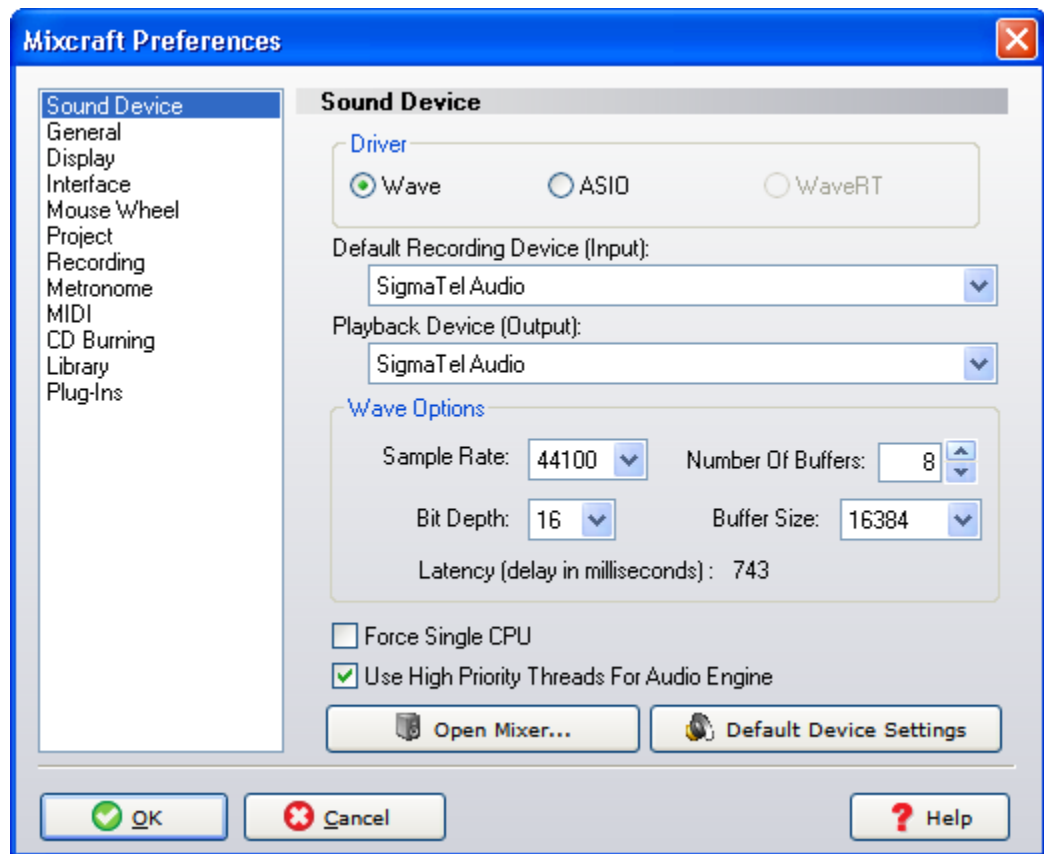 Mixcraft Preferences
Sound Device
General
Display
Interface
Mouse Wheel
Project
Recording
Metronome
MIDI
CD Burning
Library
Plug-Ins
Sound Device
Driver
Wave ASIO WaveRT
Default Recording Device (Input):
SigmaTel Audio
Playback Device (Output):
SigmaTel Audio
Wave Options
Sample Rate: 44100 Number Of Buffers: 8
Bit Depth: 16 Buffer Size: 16384
Latency (delay in milliseconds) : 743
Force Single CPU
Use High Priority Threads For Audio Engine
Open Mixer... Default Device Settings
OK Cancel Help